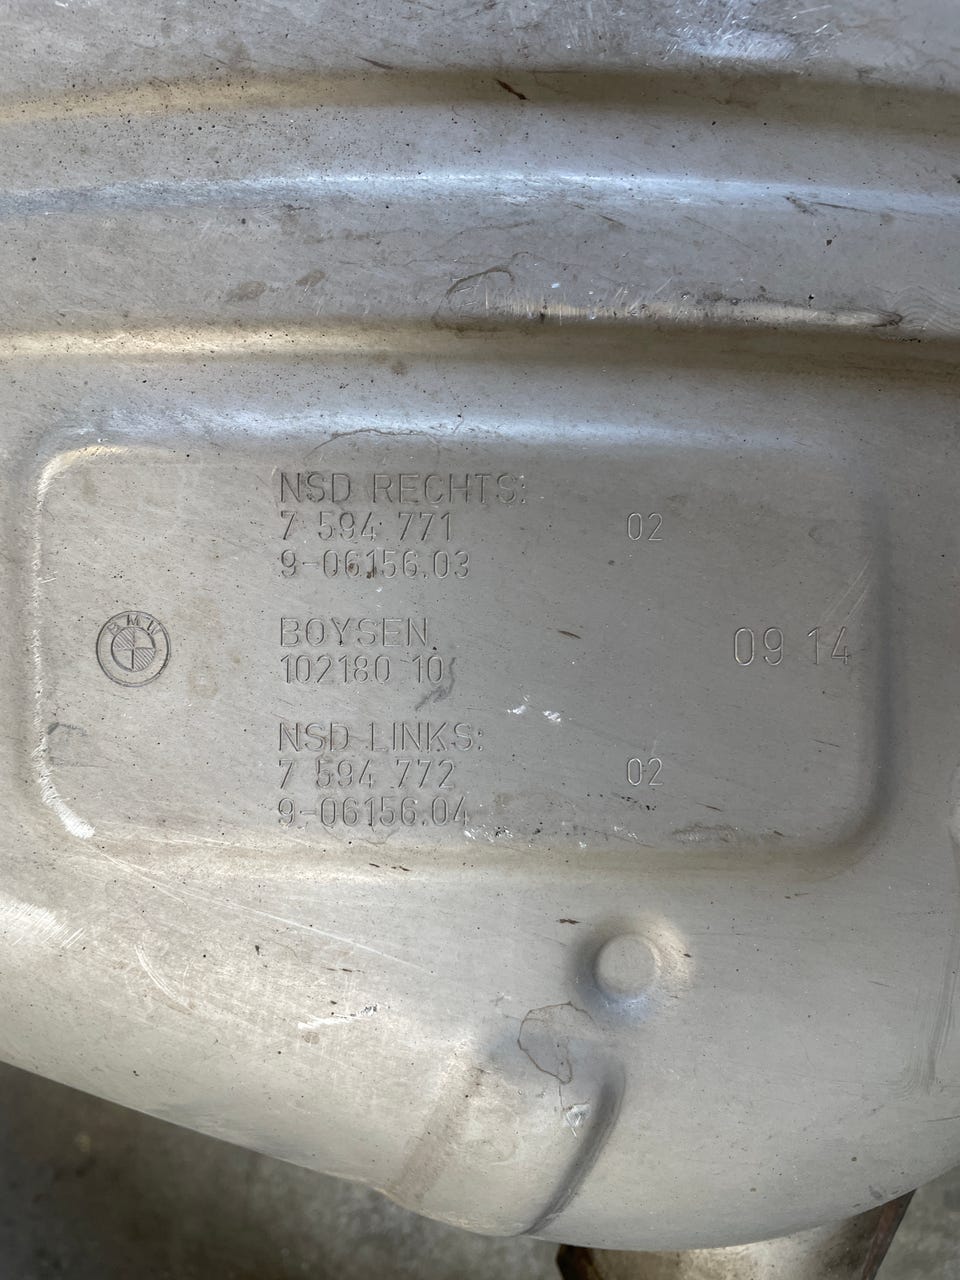 NSD RECHTS:
7 594 771 02
9-06156.03
BMW
BOYSEN
102180 10
09 14
NSD LINKS:
7 594 772 02
9-06156.04